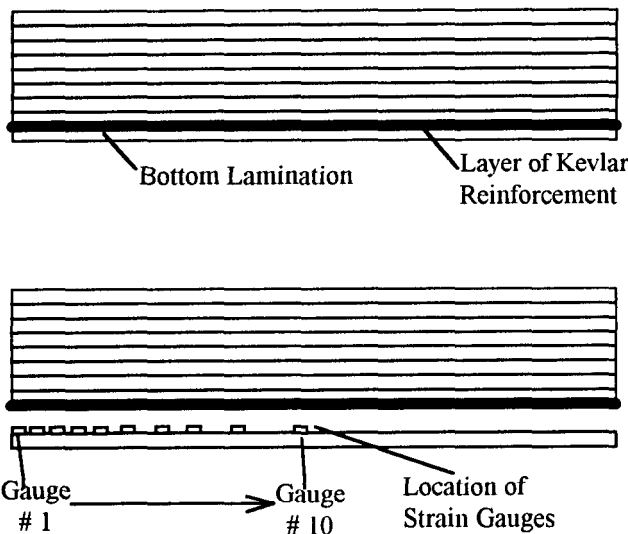 Bottom Lamination
Layer of Kevlar
Reinforcement
Gauge
# 1
Gauge
# 10
Location of
Strain Gauges